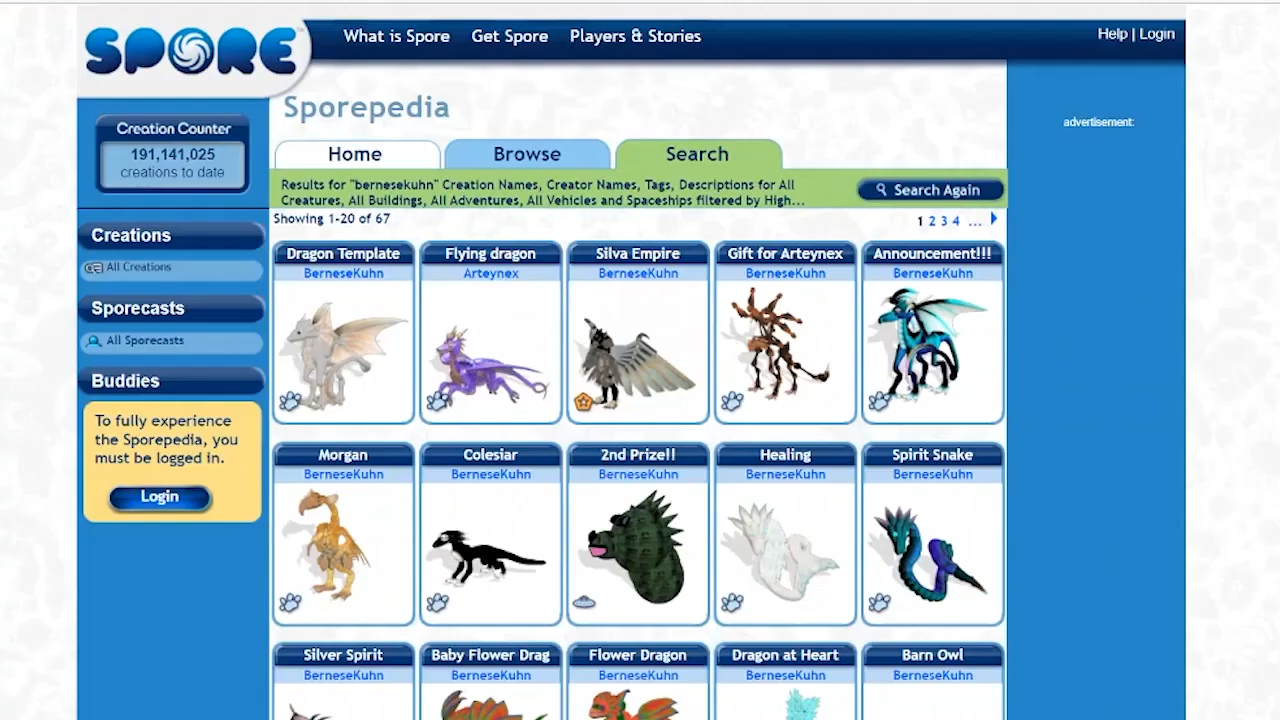 SPORE
What is Spore Get Spore Players & Stories
Help | Login
Creation Counter
191,141,025
creations to date
Creations
All Creations
Sporecasts
All Sporecasts
Buddies
To fully experience
the Sporepedia, you
must be logged in.
Login
Sporepedia
Home Browse Search
Results for "bernesekuhn" Creation Names, Creator Names, Tags, Descriptions for All
Creatures, All Buildings, All Adventures, All Vehicles and Spaceships filtered by High...
Search Again
Showing 1-20 of 67
1 2 3 4 ...
Dragon Template Flying dragon Silva Empire Gift for Arteynex Announcement!!!
BerneseKuhn Arteynex BerneseKuhn BerneseKuhn BerneseKuhn
Morgan Colesiar 2nd Prize!! Healing Spirit Snake
BerneseKuhn BerneseKuhn BerneseKuhn BerneseKuhn BerneseKuhn
Silver Spirit Baby Flower Drag Flower Dragon Dragon at Heart Barn Owl
BerneseKuhn BerneseKuhn BerneseKuhn BerneseKuhn BerneseKuhn
advertisement: